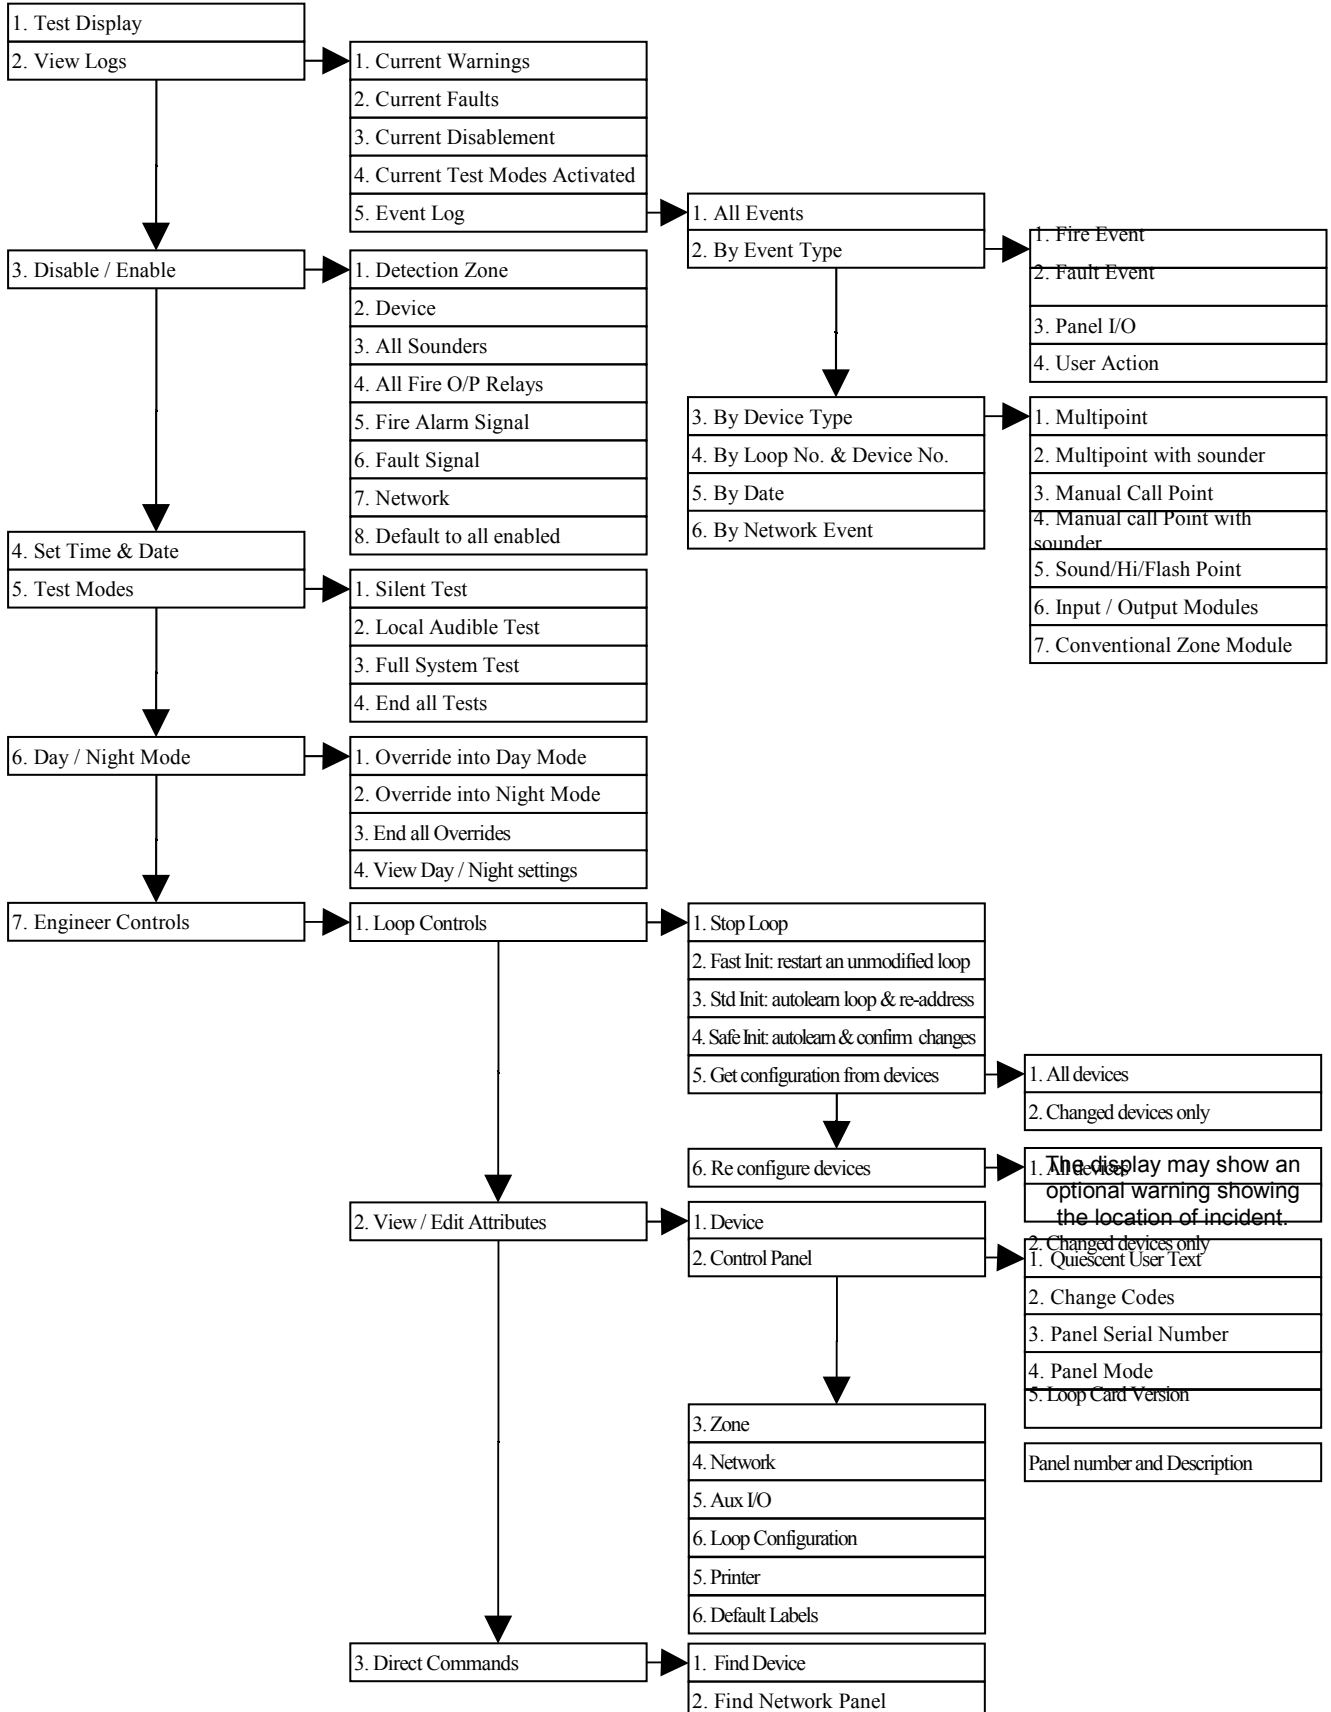 1. Test Display
2. View Logs
1. Current Warnings
2. Current Faults
3. Current Disablement
4. Current Test Modes Activated
5. Event Log
1. All Events
2. By Event Type
1. Fire Event
2. Fault Event
3. Panel I/O
4. User Action
3. By Device Type
4. By Loop No. & Device No.
5. By Date
6. By Network Event
1. Multipoint
2. Multipoint with sounder
3. Manual Call Point
4. Manual call Point with
sounder
5. Sound/Hi/Flash Point
6. Input / Output Modules
7. Conventional Zone Module
3. Disable / Enable
1. Detection Zone
2. Device
3. All Sounders
4. All Fire O/P Relays
5. Fire Alarm Signal
6. Fault Signal
7. Network
8. Default to all enabled
4. Set Time & Date
5. Test Modes
1. Silent Test
2. Local Audible Test
3. Full System Test
4. End all Tests
6. Day / Night Mode
1. Override into Day Mode
2. Override into Night Mode
3. End all Overrides
4. View Day / Night settings
7. Engineer Controls
1. Loop Controls
1. Stop Loop
2. Fast Init: restart an unmodified loop
3. Std Init: autolearn loop & re-address
4. Safe Init: autolearn & confirm changes
5. Get configuration from devices
1. All devices
2. Changed devices only
6. Re configure devices
1. All devices
The display may show an
optional warning showing
the location of incident.
2. Changed devices only
2. View / Edit Attributes
1. Device
2. Control Panel
1. Quiescent User Text
2. Change Codes
3. Panel Serial Number
4. Panel Mode
5. Loop Card Version
Panel number and Description
3. Zone
4. Network
5. Aux I/O
6. Loop Configuration
5. Printer
6. Default Labels
3. Direct Commands
1. Find Device
2. Find Network Panel